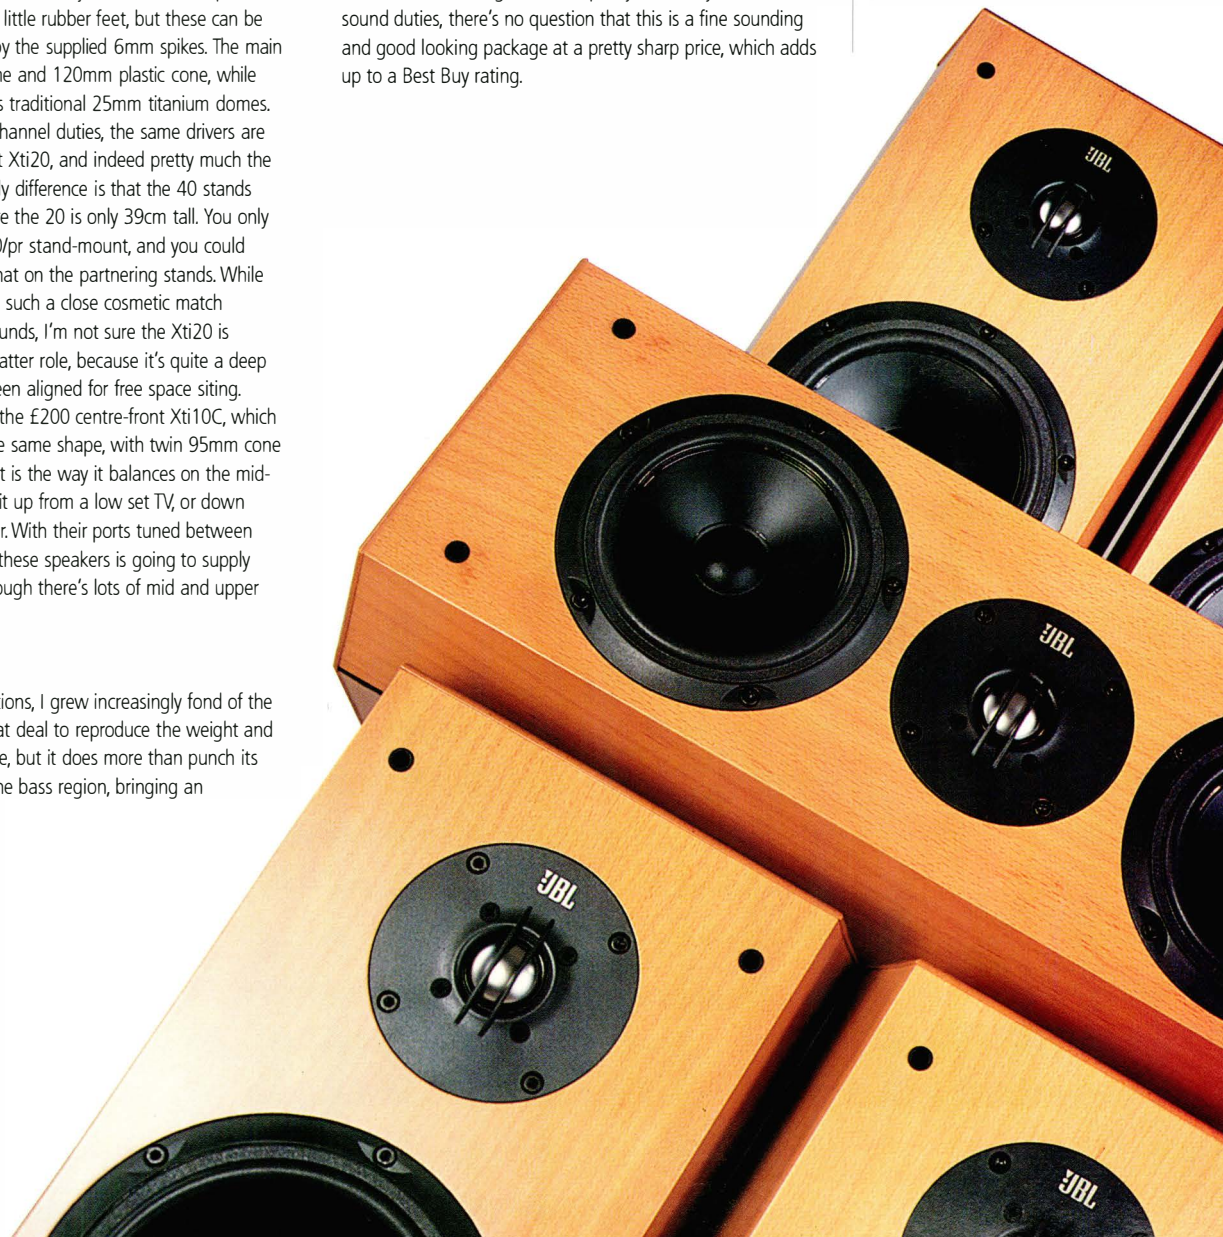 little rubber feet, but these can be
by the supplied 6mm spikes. The main
ne and 120mm plastic cone, while
s traditional 25mm titanium domes.
hannel duties, the same drivers are
t Xti20, and indeed pretty much the
ly difference is that the 40 stands
e the 20 is only 39cm tall. You only
0/pr stand-mount, and you could
hat on the partnering stands. While
such a close cosmetic match
unds, I'm not sure the Xti20 is
atter role, because it's quite a deep
een aligned for free space siting.
the £200 centre-front Xti10C, which
e same shape, with twin 95mm cone
t is the way it balances on the mid-
it up from a low set TV, or down
r. With their ports tuned between
these speakers is going to supply
ough there's lots of mid and upper
tions, I grew increasingly fond of the
at deal to reproduce the weight and
e, but it does more than punch its
ne bass region, bringing an
sound duties, there's no question that this is a fine sounding
and good looking package at a pretty sharp price, which adds
up to a Best Buy rating.
JBL
JBL
JBL
JBL